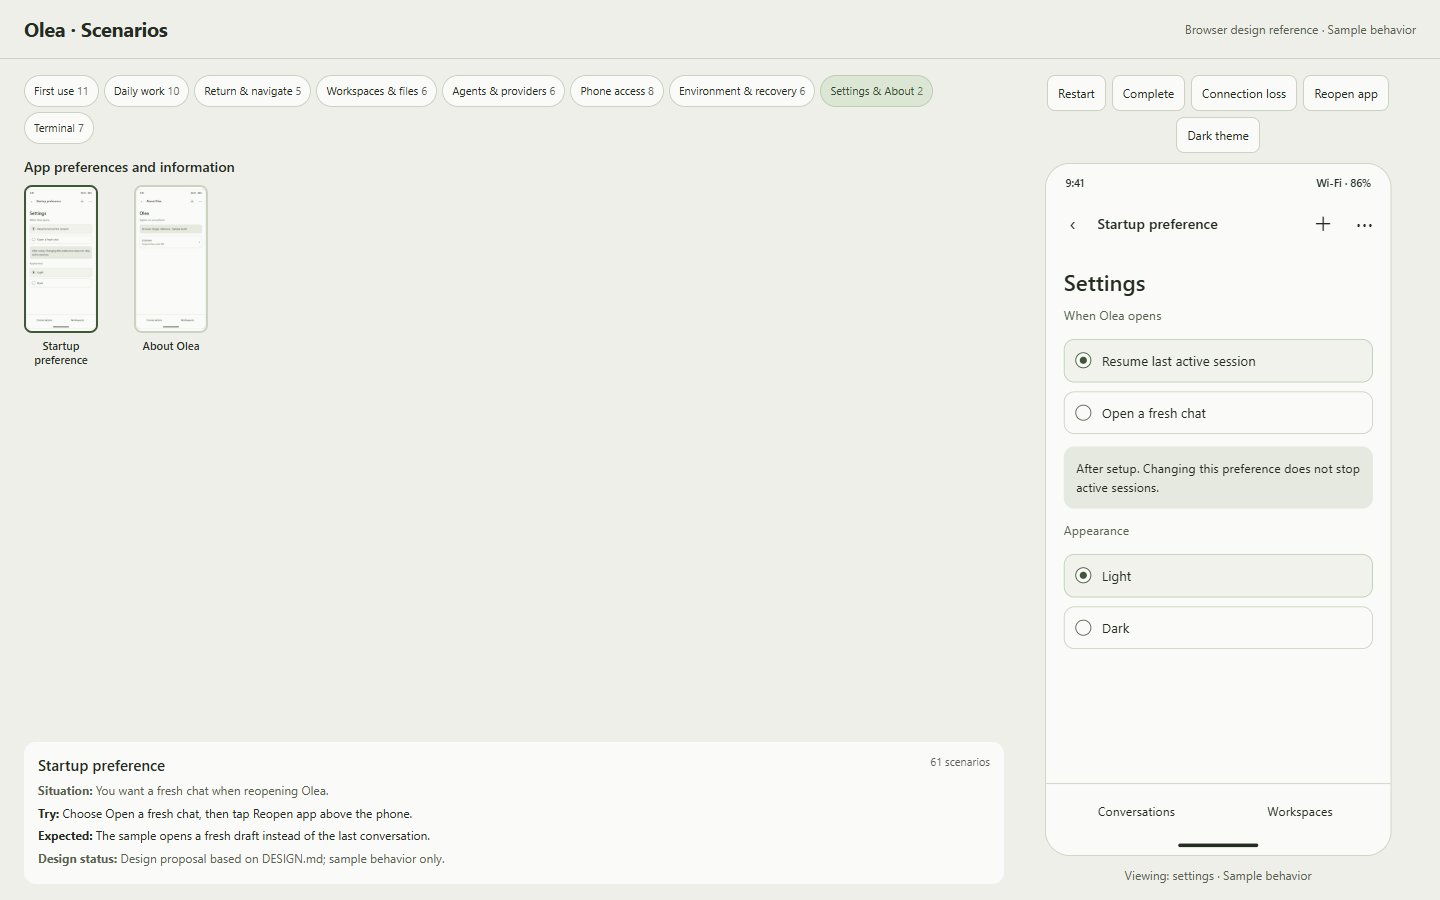 Olea · Scenarios
Browser design reference · Sample behavior
First use 11
Daily work 10
Return & navigate 5
Workspaces & files 6
Agents & providers 6
Phone access 8
Environment & recovery 6
Settings & About 2
Terminal 7
App preferences and information
Startup
preference
About Olea
Restart
Complete
Connection loss
Reopen app
Dark theme
9:41
Wi-Fi · 86%
‹ Startup preference + ...
Settings
When Olea opens
Resume last active session
Open a fresh chat
After setup. Changing this preference does not stop
active sessions.
Appearance
Light
Dark
Conversations
Workspaces
Viewing: settings · Sample behavior
Startup preference
61 scenarios
Situation: You want a fresh chat when reopening Olea.
Try: Choose Open a fresh chat, then tap Reopen app above the phone.
Expected: The sample opens a fresh draft instead of the last conversation.
Design status: Design proposal based on DESIGN.md; sample behavior only.